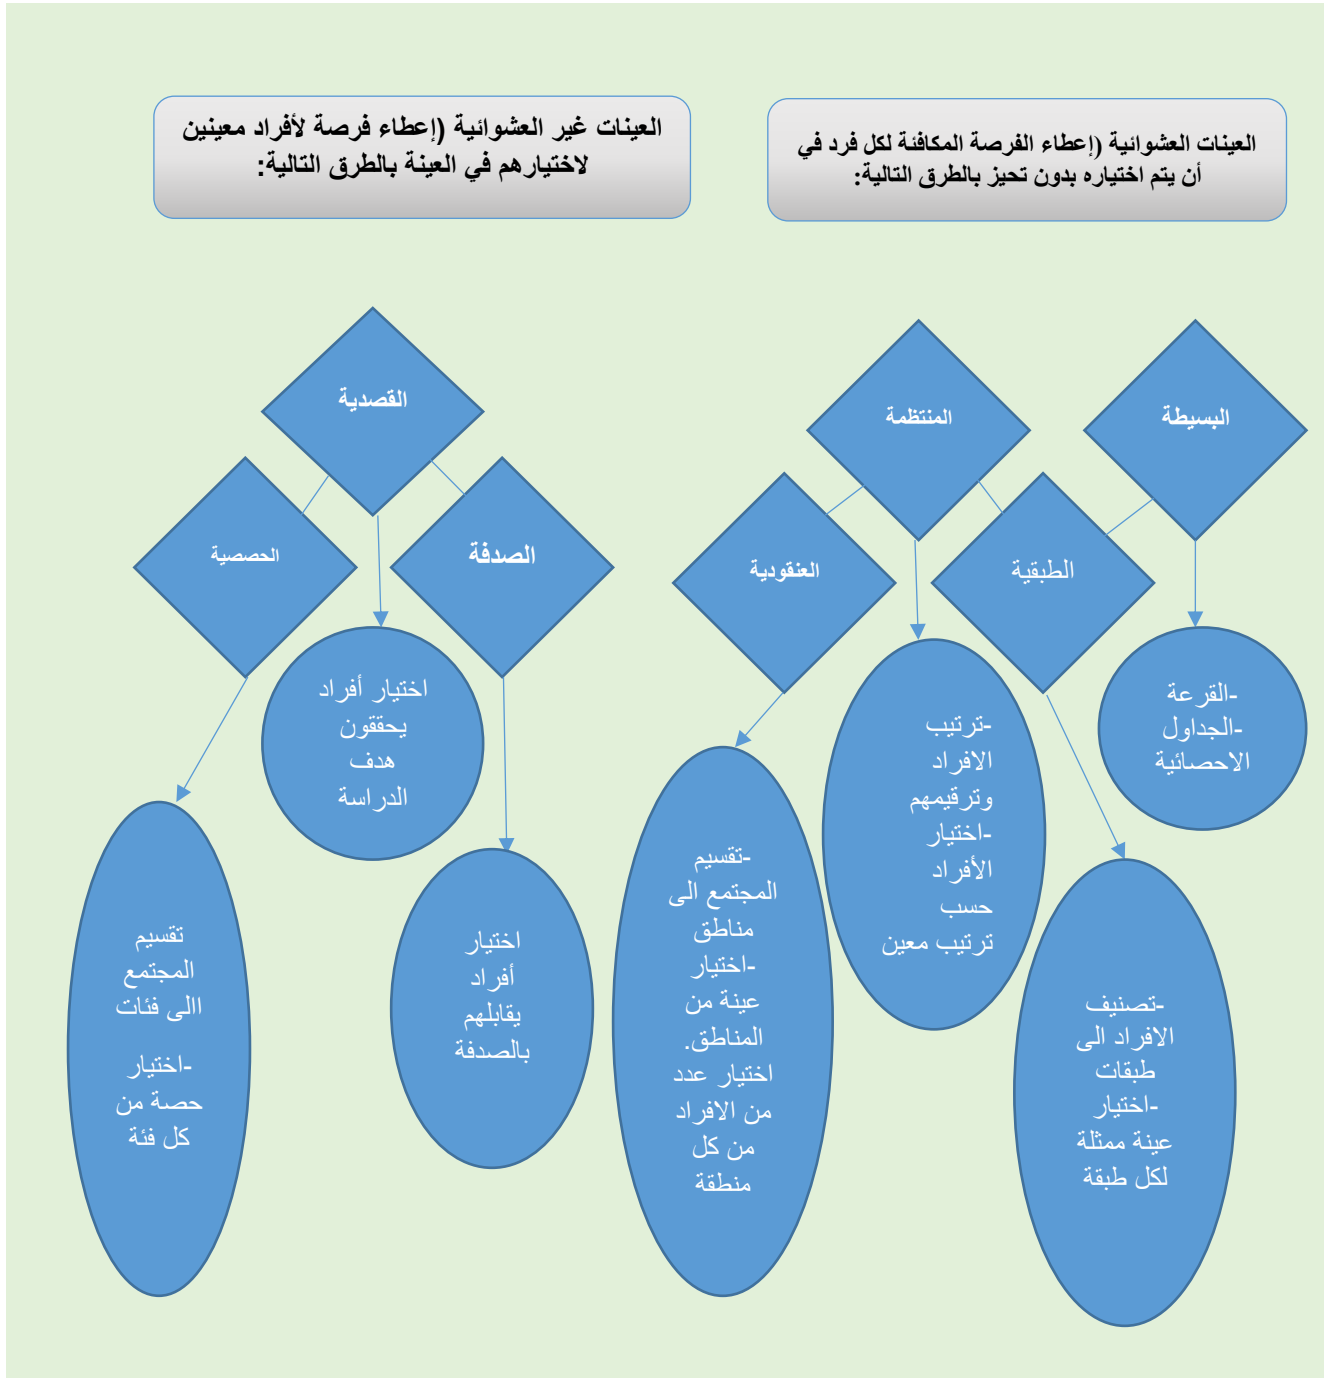 العينات العشوائية (إعطاء الفرصة المكافئة لكل فرد في
أن يتم اختياره بدون تحيز بالطرق التالية:
العينات غير العشوائية (إعطاء فرصة لأفراد معينين
لاختيارهم في العينة بالطرق التالية:
البسيطة
المنتظمة
الطبقية
العنقودية
القصدية
الصدفة
الحصصية
-القرعة
-الجداول
الاحصائية
-ترتيب
الافراد
وترقيمهم
-اختيار
الأفراد
حسب
ترتيب معين
-تصنيف
الافراد الى
طبقات
-اختيار
عينة ممثلة
لكل طبقة
-تقسيم
المجتمع الى
مناطق
-اختيار
عينة من
المناطق.
اختيار عدد
من الافراد
من كل
منطقة
اختيار أفراد
يحققون
هدف
الدراسة
اختيار
أفراد
يقابلهم
بالصدفة
تقسيم
المجتمع
االى فئات
-اختيار
حصة من
كل فئة